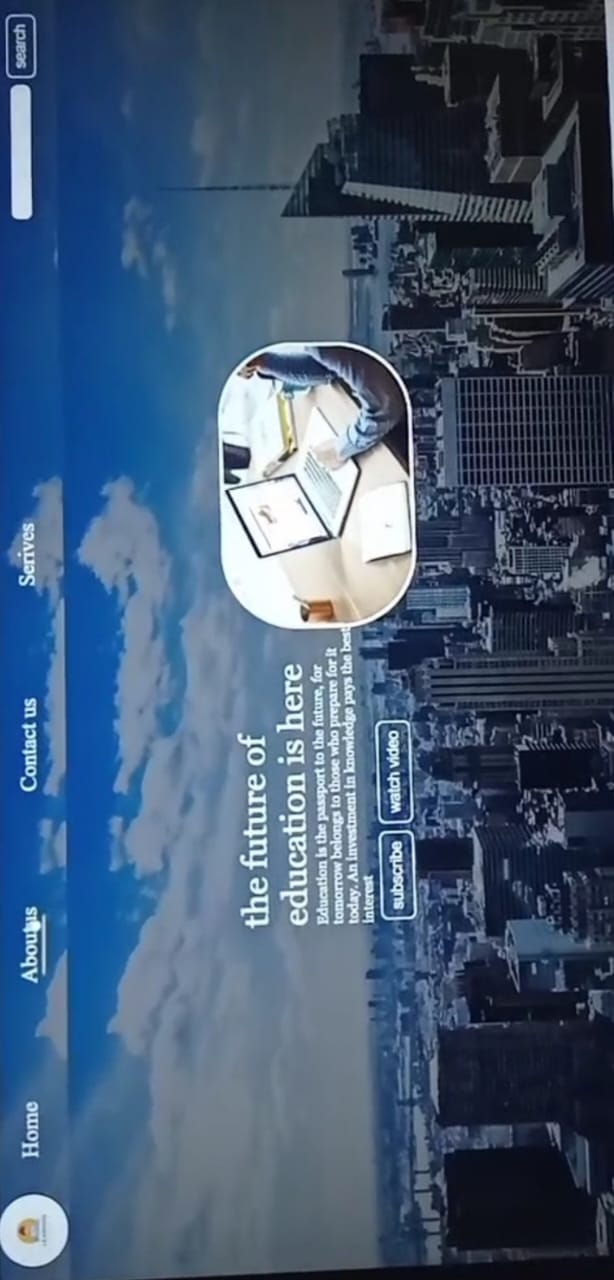 Home
About us
Contact us
Serives
search
the future of
education is here
Education is the passport to the future, for
tomorrow belongs to those who prepare for it
today. An investment in knowledge pays the best
interest
subscribe
watch video